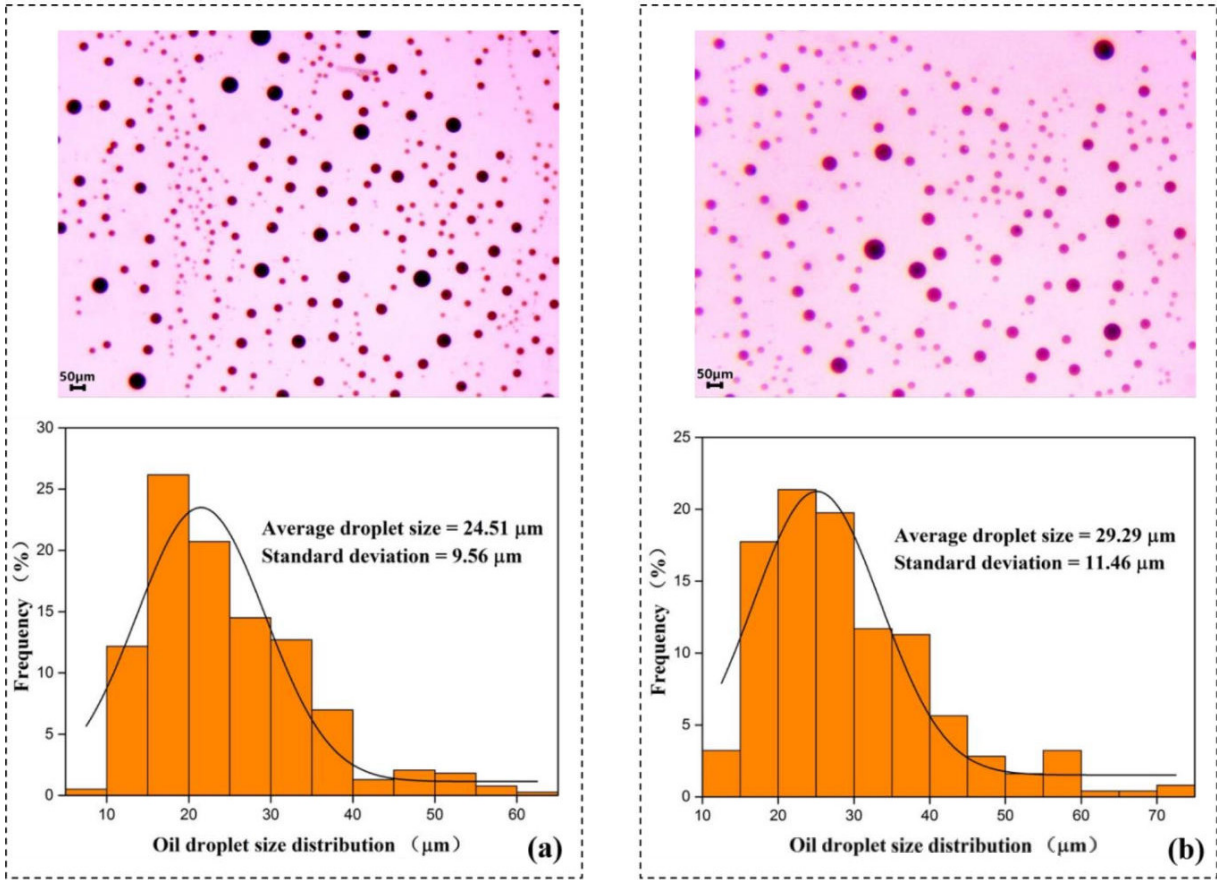 50μm
30
25
20
15
10
5
0
Frequency （%）
Average droplet size = 24.51 μm
Standard deviation = 9.56 μm
10 20 30 40 50 60
Oil droplet size distribution （μm）
(a)
50μm
25
20
15
10
5
0
Frequency （%）
Average droplet size = 29.29 μm
Standard deviation = 11.46 μm
10 20 30 40 50 60 70
Oil droplet size distribution （μm）
(b)